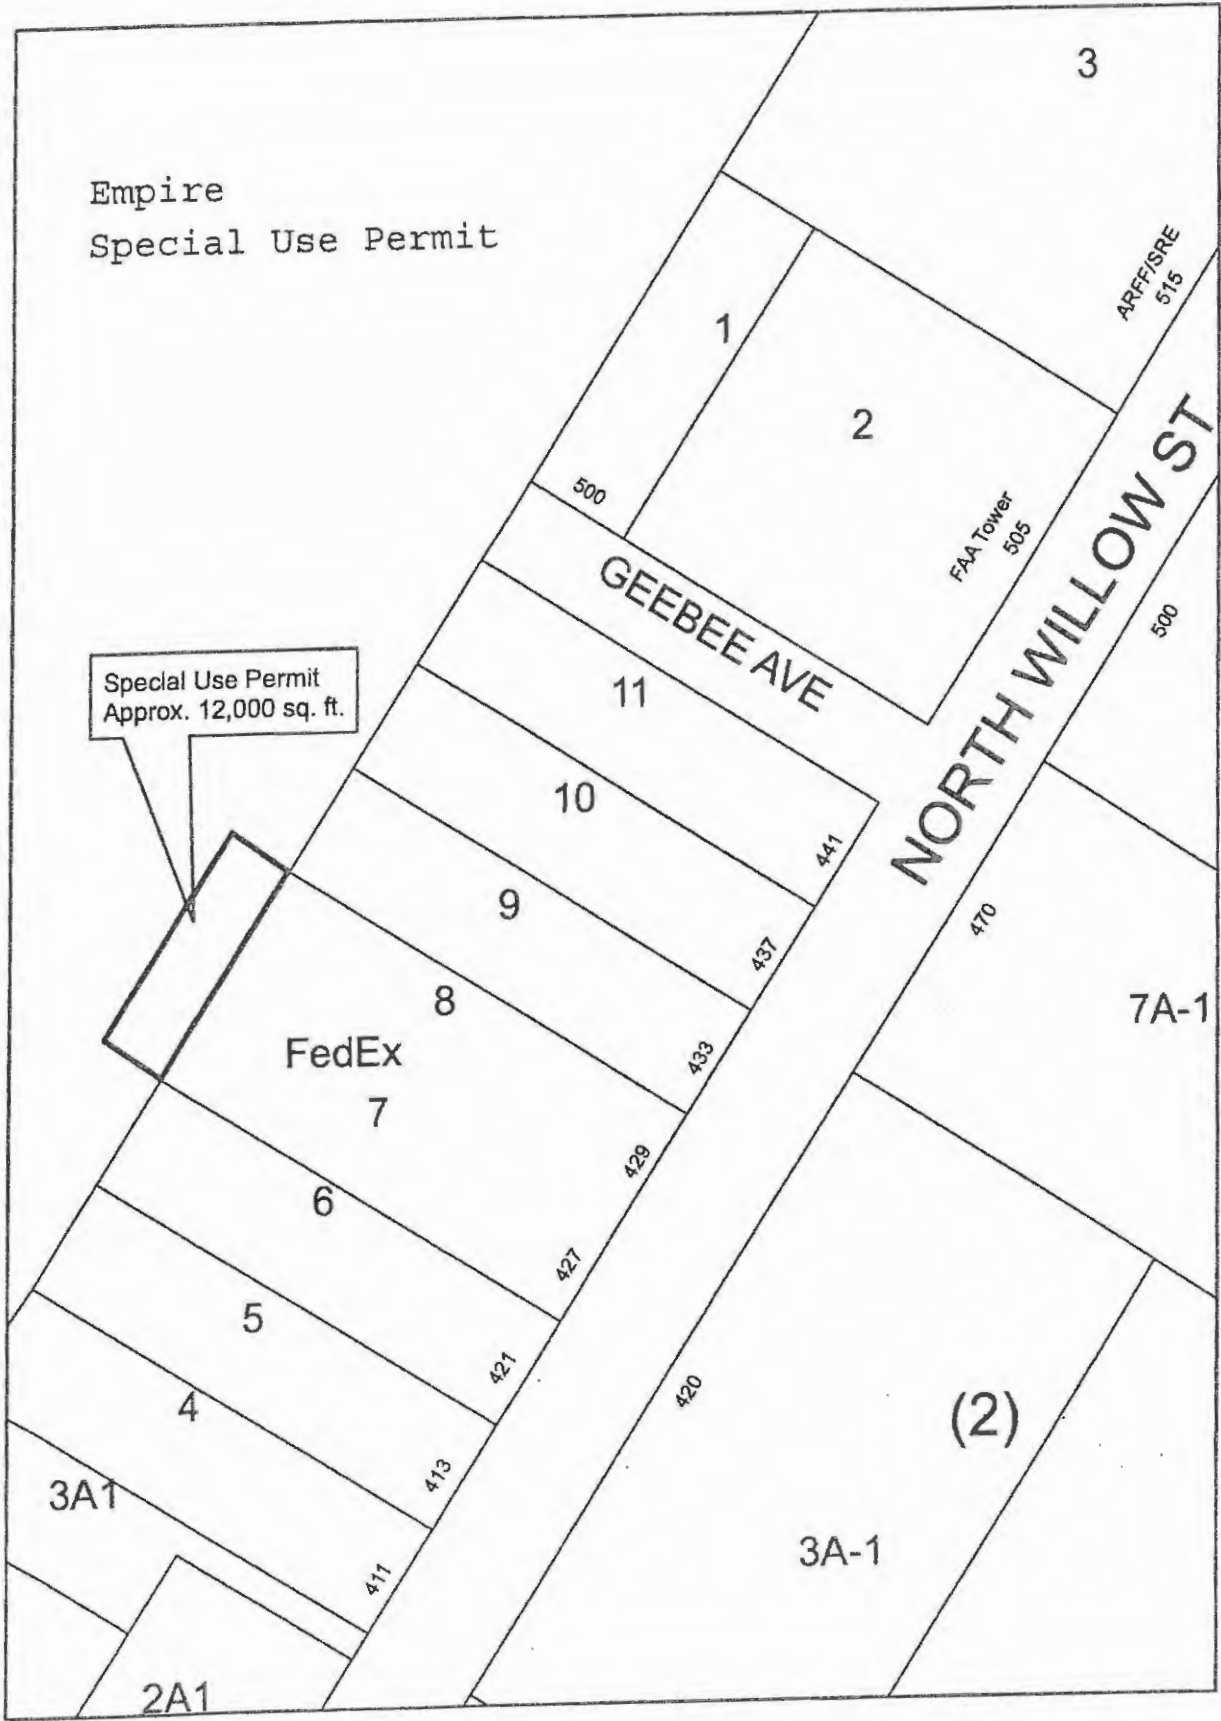 3
Empire
Special Use Permit
ARFF/SRE
515
1
2
500
FAA Tower
505
GEEBEE AVE
NORTH WILLOW ST
500
Special Use Permit
Approx. 12,000 sq. ft.
11
10
441
9
437
470
8
433
7A-1
FedEx
7
429
6
427
5
421
420
(2)
4
413
3A1
411
3A-1
2A1